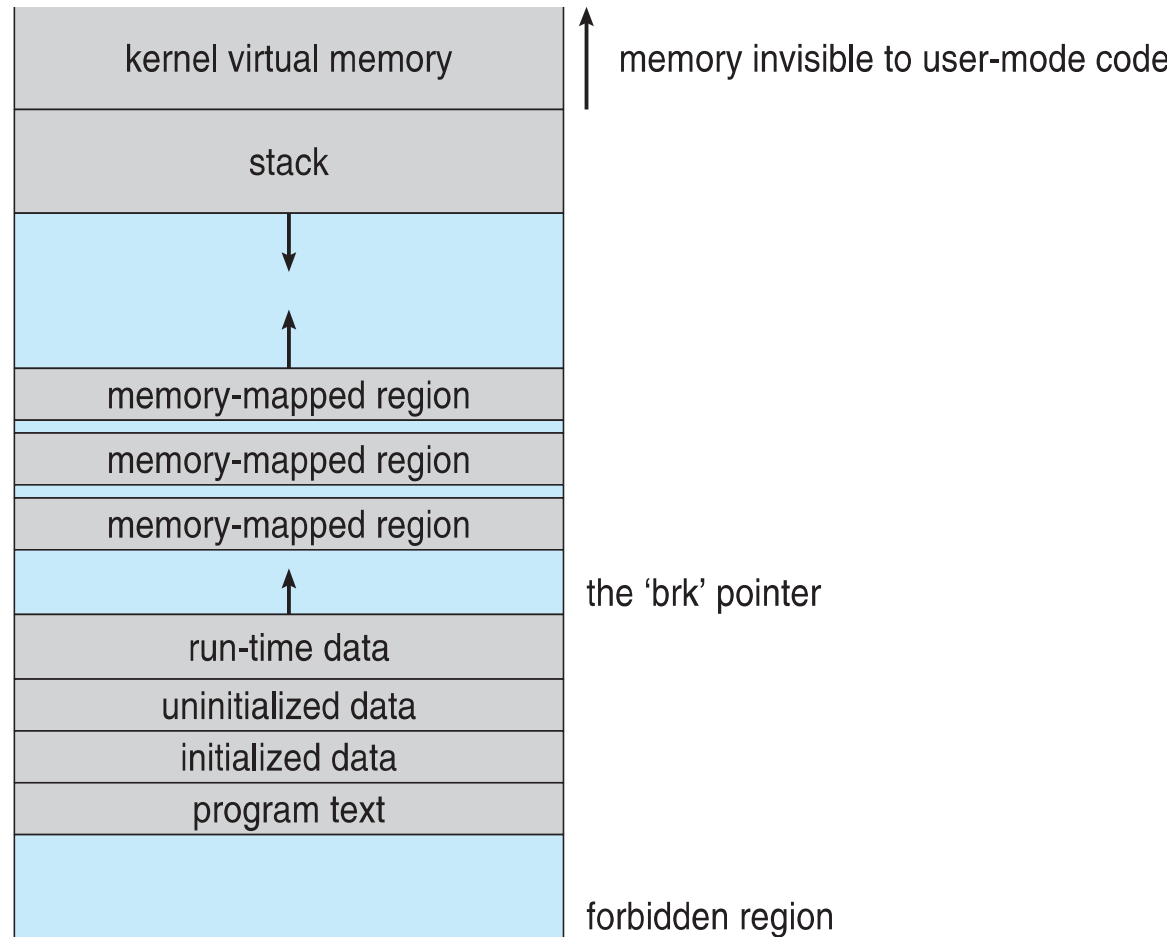 kernel virtual memory
memory invisible to user-mode code
stack
memory-mapped region
memory-mapped region
memory-mapped region
the ‘brk’ pointer
run-time data
uninitialized data
initialized data
program text
forbidden region